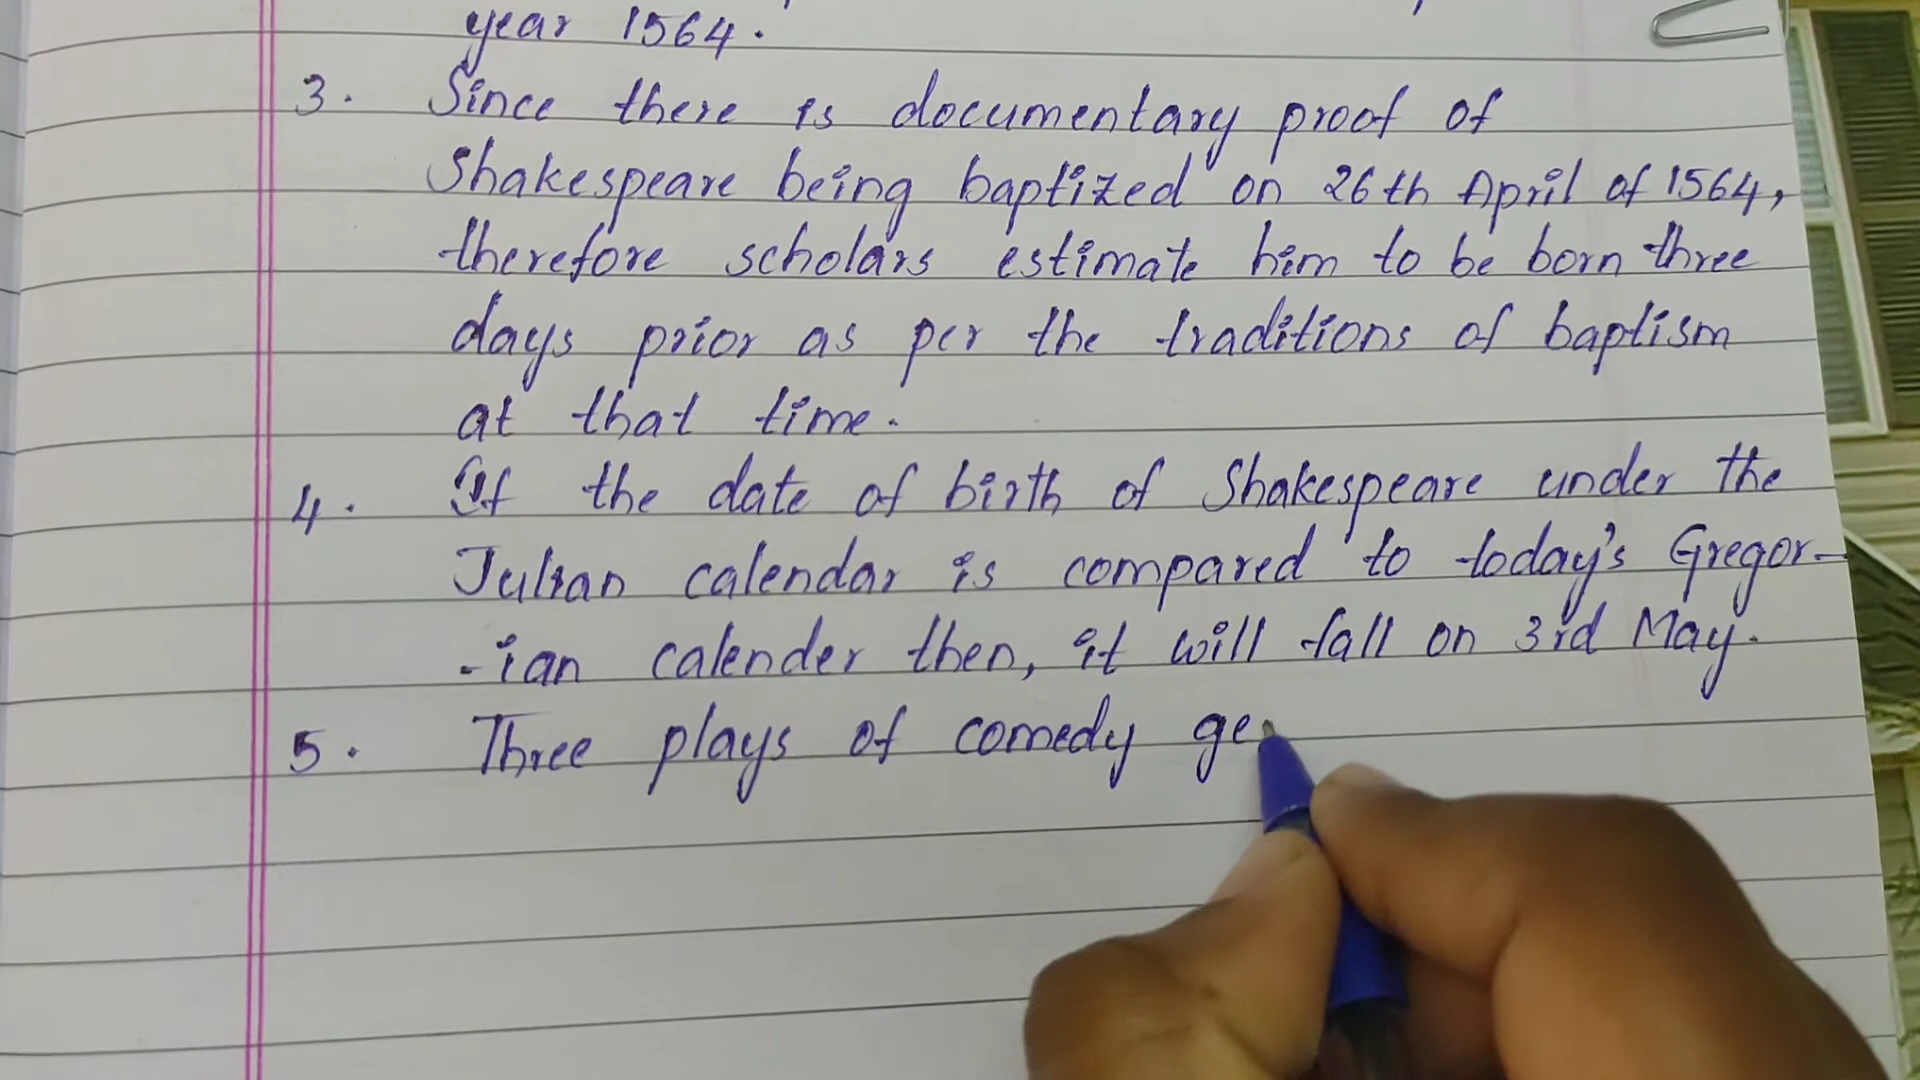 year 1564.
3. Since there is documentary proof of
Shakespeare being baptized on 26th April of 1564,
therefore scholars estimate him to be born three
days prior as per the traditions of baptism
at that time.
4. If the date of birth of Shakespeare under the
Julian calendar is compared to today's Gregor-
-ian calender then, it will fall on 3rd May.
5. Three plays of comedy ge